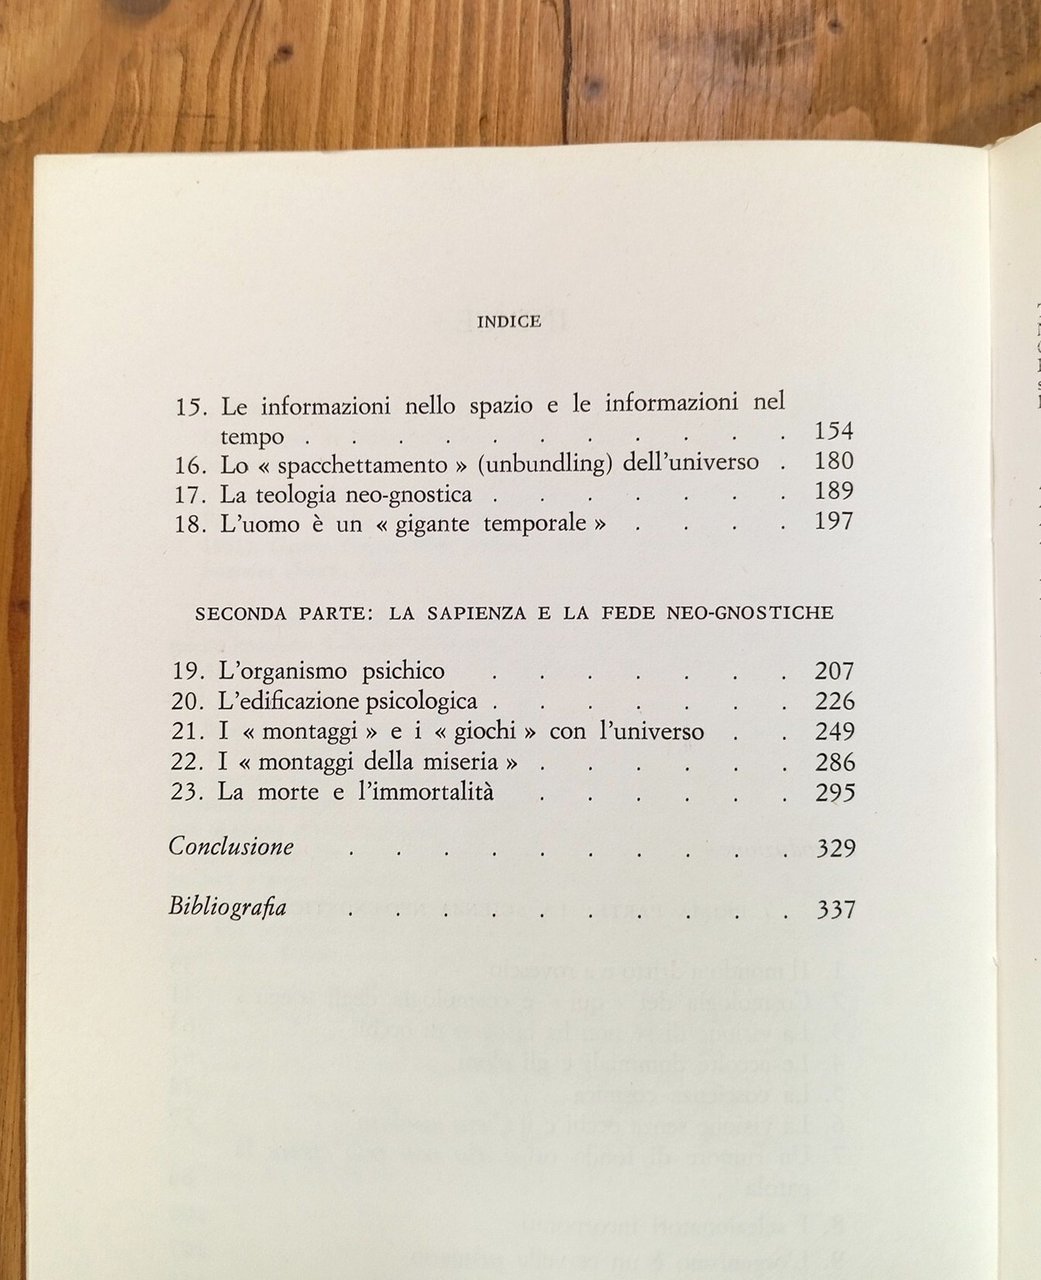 INDICE
15. Le informazioni nello spazio e le informazioni nel
tempo . . . . . . . . . . . 154
16. Lo « spacchettamento » (unbundling) dell'universo . 180
17. La teologia neo-gnostica . . . . . . . 189
18. L'uomo è un « gigante temporale » . . . . 197
SECONDA PARTE: LA SAPIENZA E LA FEDE NEO-GNOSTICHE
19. L'organismo psichico . . . . . . . 207
20. L'edificazione psicologica . . . . . . . 226
21. I « montaggi » e i « giochi » con l'universo . . 249
22. I « montaggi della miseria » . . . . . . 286
23. La morte e l'immortalità . . . . . . 295
Conclusione . . . . . . . . . . 329
Bibliografia . . . . . . . . . . 337